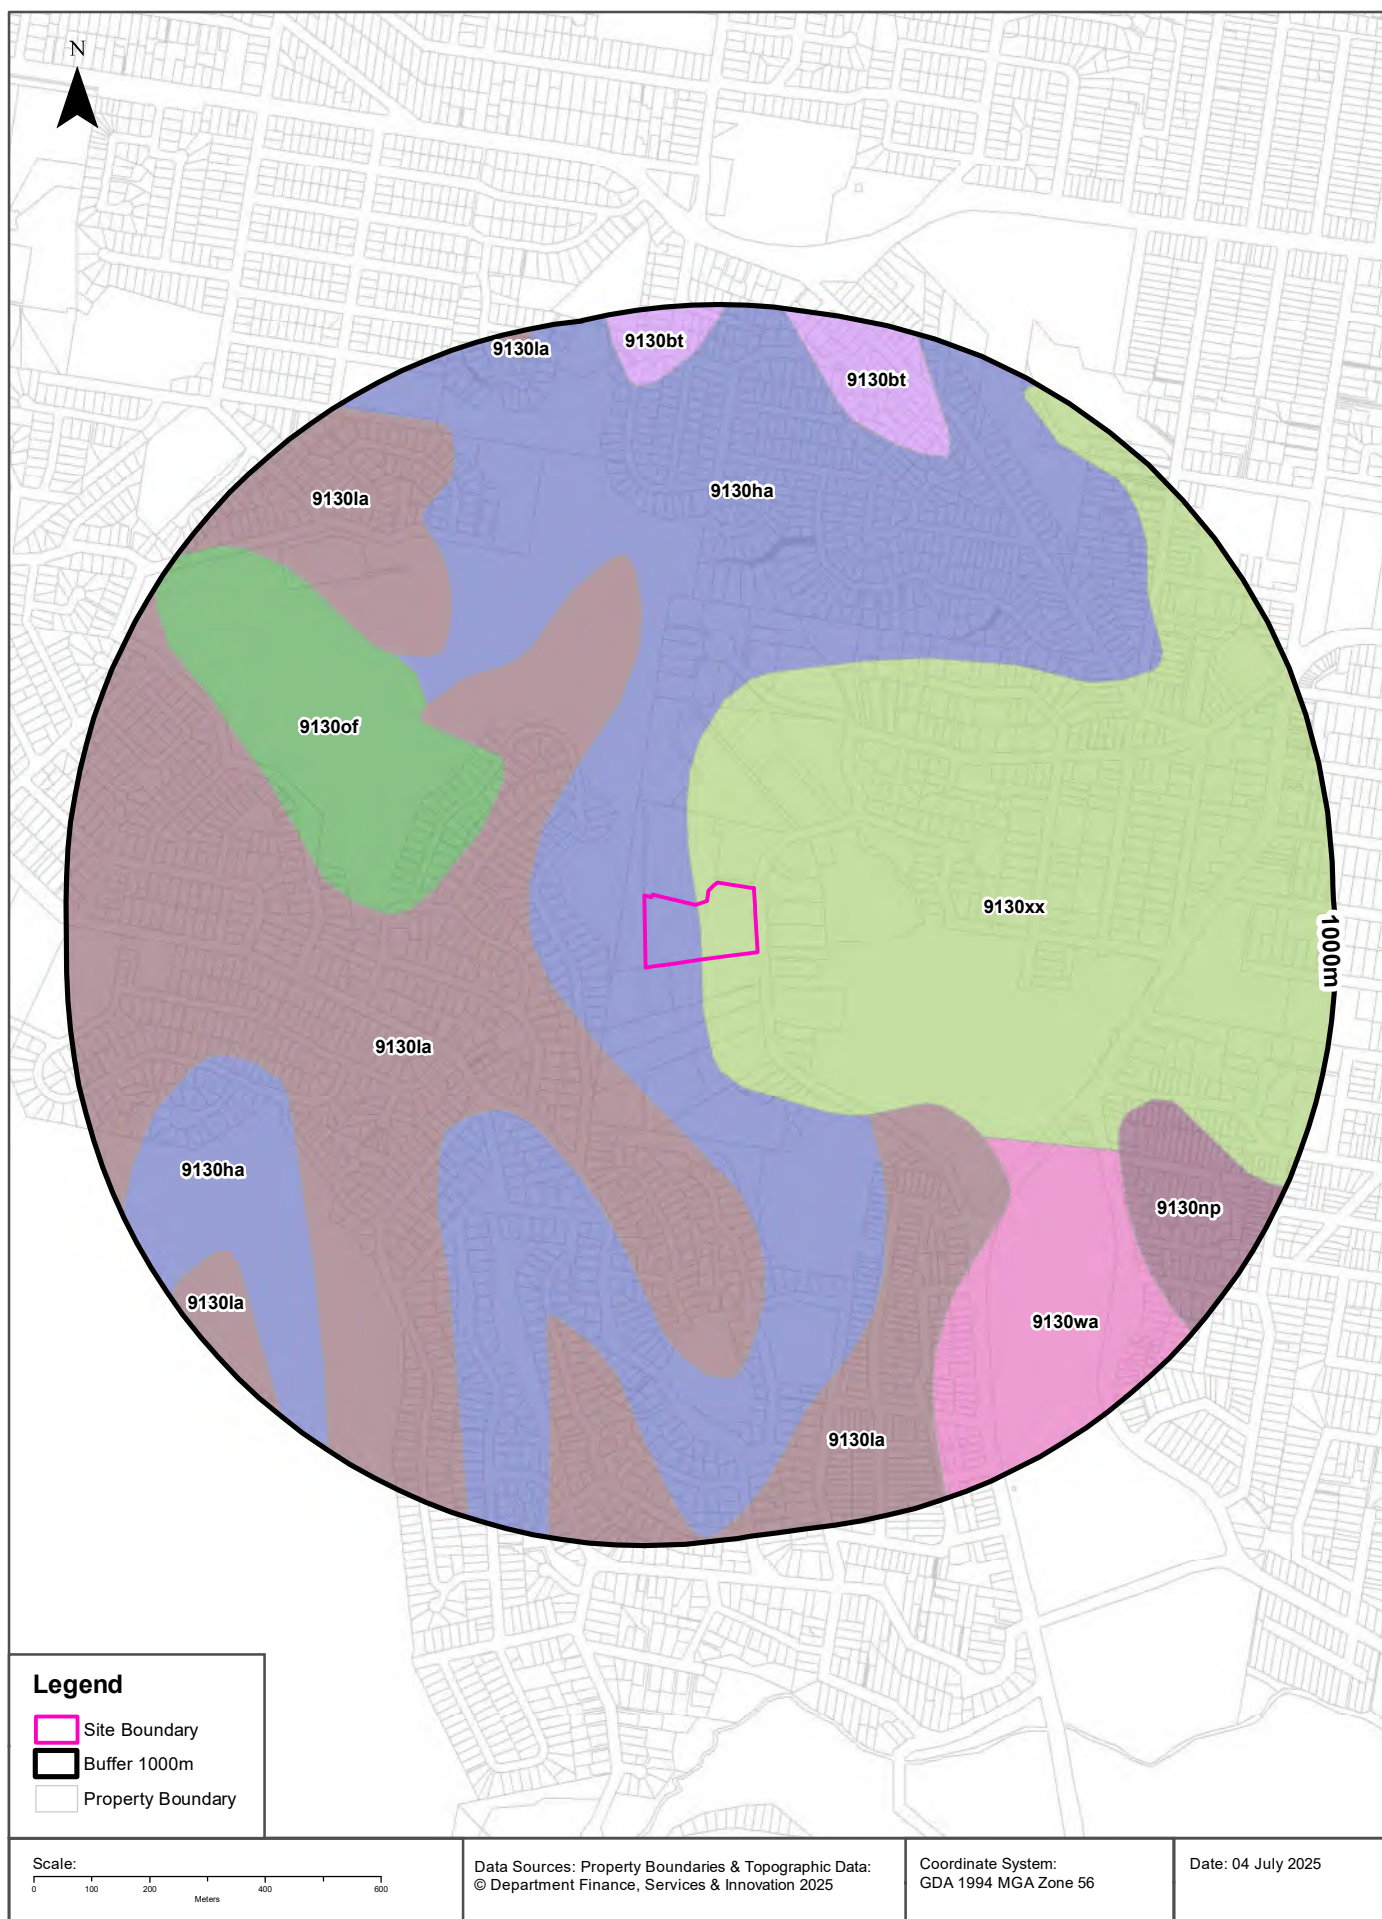 N
9130la
9130bt
9130bt
9130ha
9130la
9130of
9130xx
1000m
9130la
9130ha
9130np
9130la
9130wa
9130la
Legend
Site Boundary
Buffer 1000m
Property Boundary
Scale:
0 100 200 400 600
Meters
Data Sources: Property Boundaries & Topographic Data:
© Department Finance, Services & Innovation 2025
Coordinate System:
GDA 1994 MGA Zone 56
Date: 04 July 2025